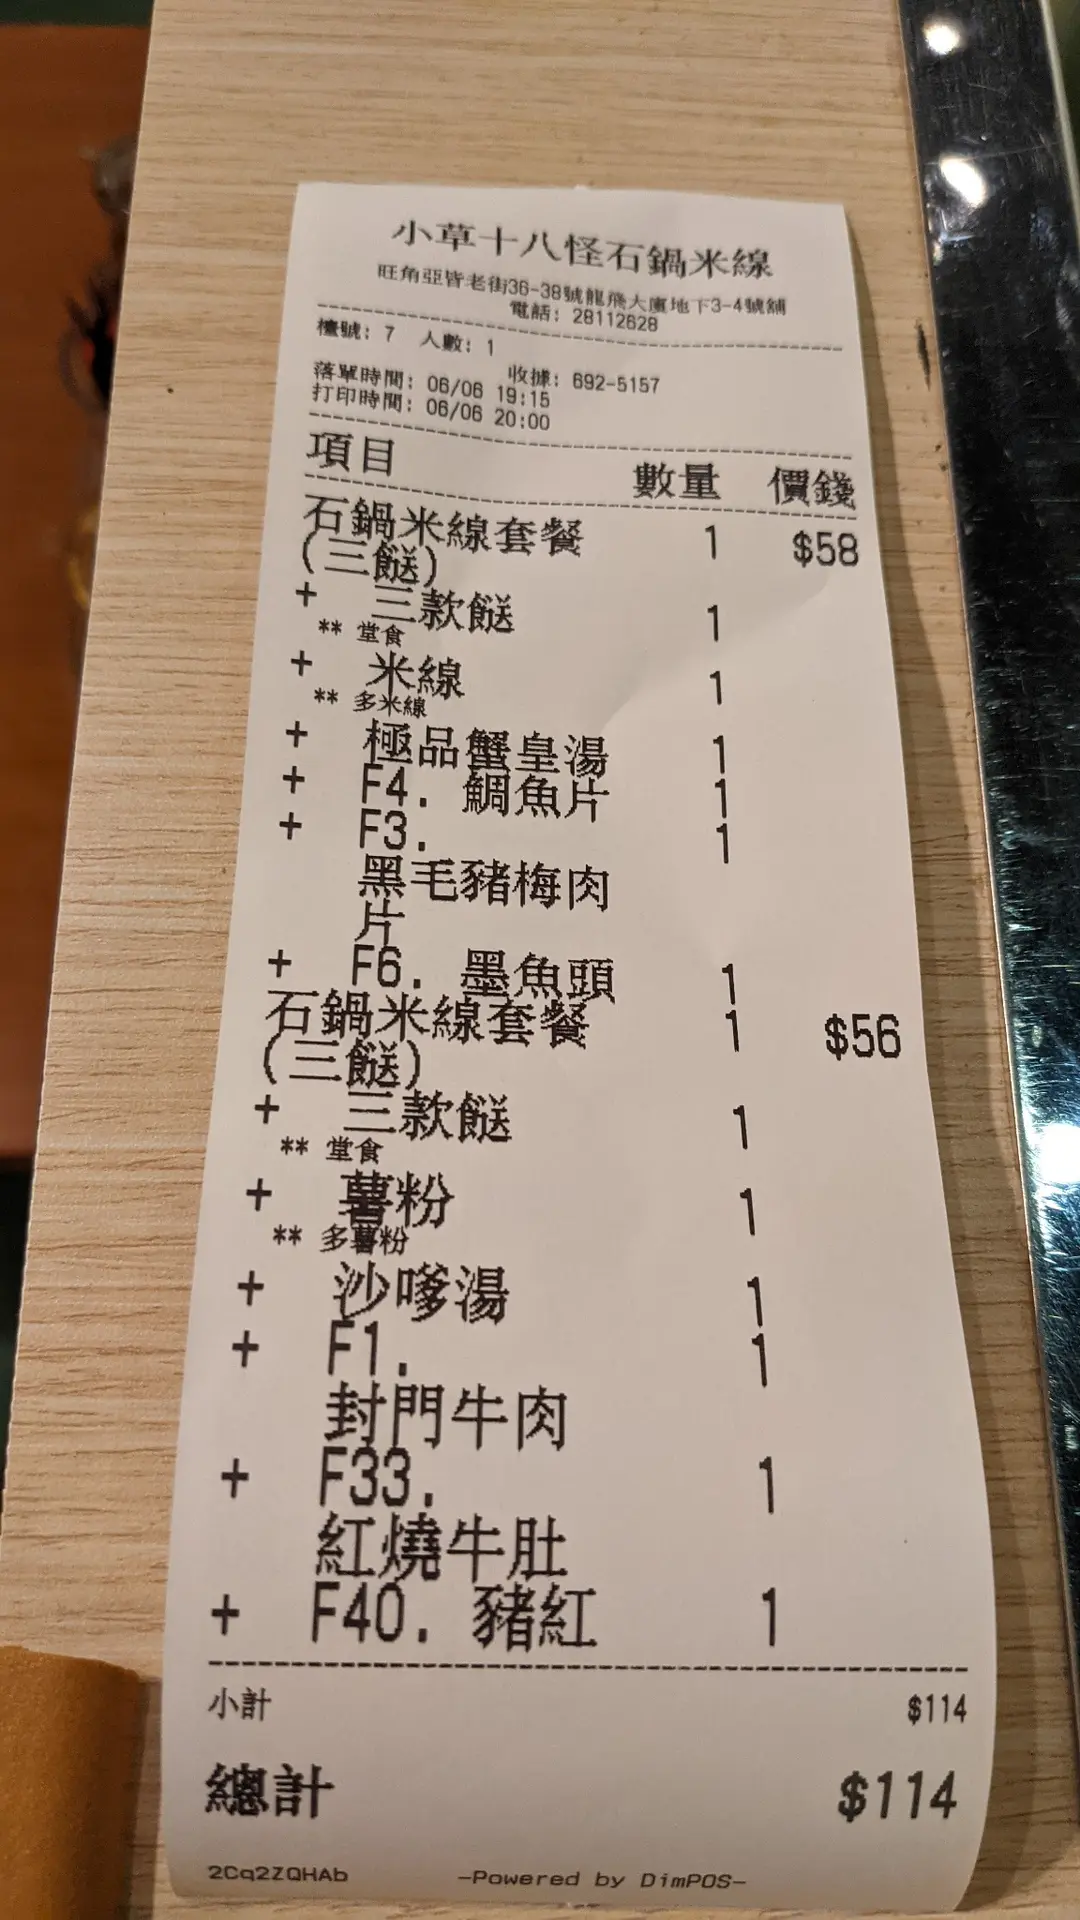 小草十八怪石鍋米線
旺角亞皆老街36-38號龍飛大廈地下3-4號舖
電話: 28112628
檯號: 7 人數: 1
收據: 692-5157
落單時間: 06/06 19:15
打印時間: 06/06 20:00
項目 數量 價錢
石鍋米線套餐 1 $58
(三餸)
+ 三款餸 1
** 堂食
+ 米線 1
** 多米線
+ 極品蟹皇湯 1
+ F4. 鯛魚片 1
+ F3. 1
黑毛豬梅肉
片
+ F6. 墨魚頭 1
石鍋米線套餐 1 $56
(三餸)
+ 三款餸 1
** 堂食
+ 薯粉 1
** 多薯粉
+ 沙嗲湯 1
+ F1. 1
封門牛肉
+ F33. 1
紅燒牛肚
+ F40. 豬紅 1
小計 $114
總計 $114
2Cq2ZQHAb -Powered by DimPOS-